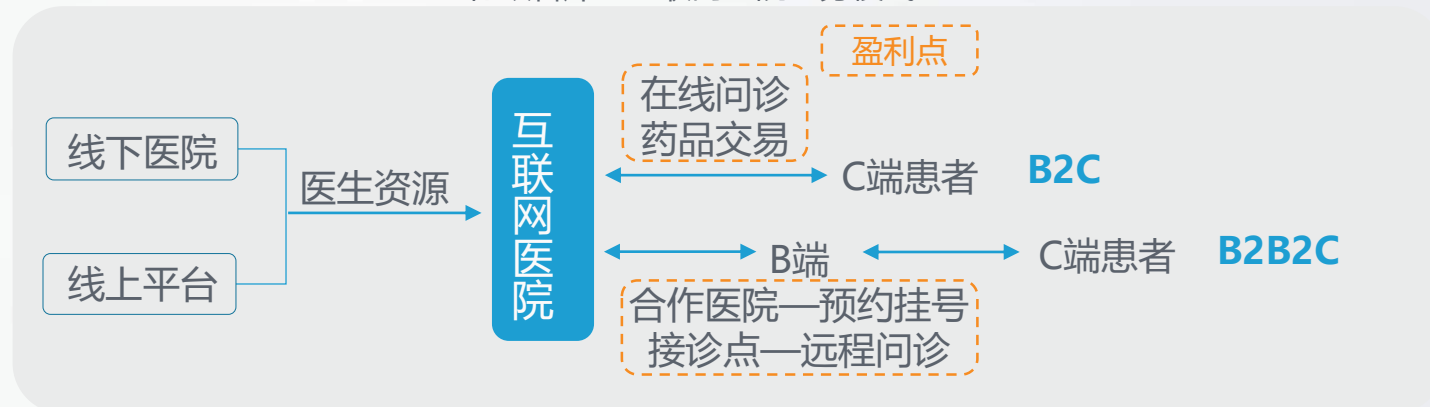 盈利点
在线问诊
药品交易
线下医院
医生资源
互联网医院
C端患者
B2C
线上平台
B端
C端患者
B2B2C
合作医院—预约挂号
接诊点—远程问诊